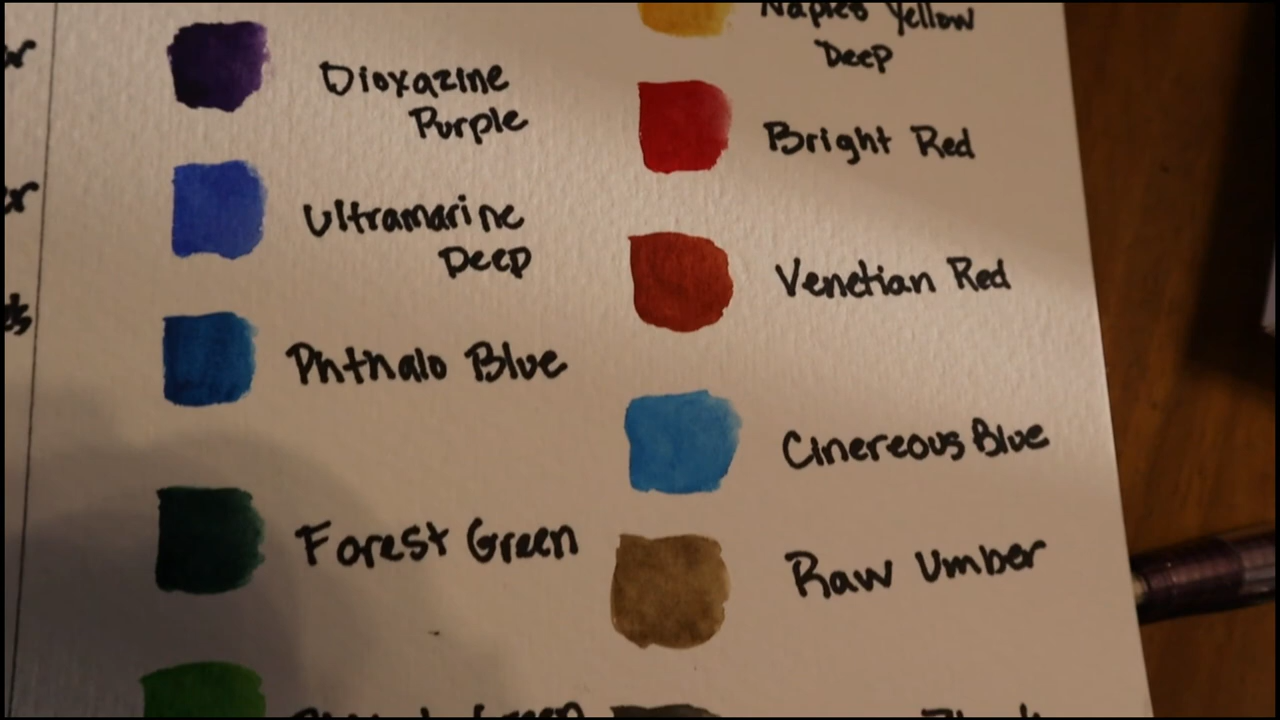 Dioxazine
Purple
Ultramarine
Deep
Phthalo Blue
Forest Green
Green
Naples Yellow
Deep
Bright Red
Venetian Red
Cinereous Blue
Raw Umber